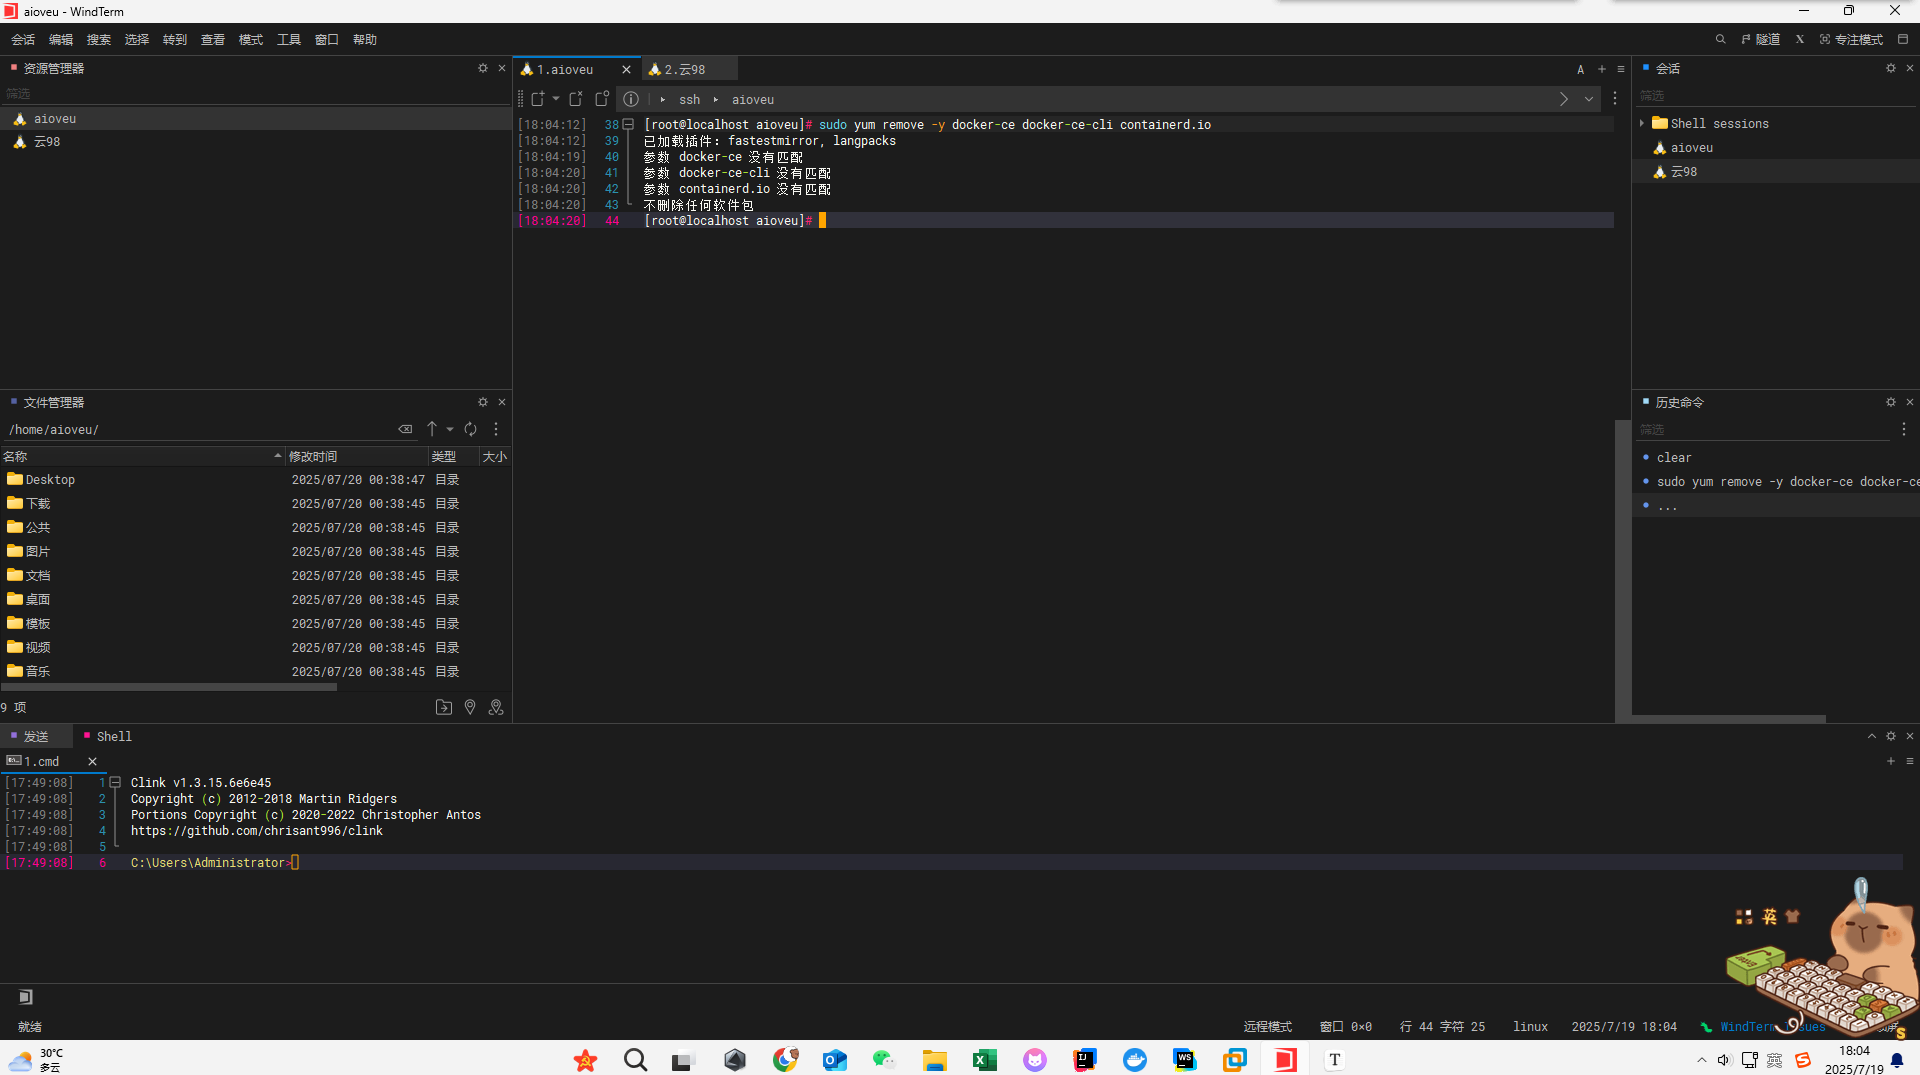 aioveu - WindTerm
会话 编辑 搜索 选择 转到 查看 模式 工具 窗口 帮助
隧道 X 专注模式
资源管理器
筛选
aioveu
云98
文件管理器
/home/aioveu/
名称 修改时间 类型 大小
Desktop 2025/07/20 00:38:47 目录
下载 2025/07/20 00:38:45 目录
公共 2025/07/20 00:38:45 目录
图片 2025/07/20 00:38:45 目录
文档 2025/07/20 00:38:45 目录
桌面 2025/07/20 00:38:45 目录
模板 2025/07/20 00:38:45 目录
视频 2025/07/20 00:38:45 目录
音乐 2025/07/20 00:38:45 目录
9 项
1.aioveu 2.云98 A
ssh aioveu
[18:04:12] 38 [root@localhost aioveu]# sudo yum remove -y docker-ce docker-ce-cli containerd.io
[18:04:12] 39 已加载插件: fastestmirror, langpacks
[18:04:19] 40 参数 docker-ce 没有匹配
[18:04:20] 41 参数 docker-ce-cli 没有匹配
[18:04:20] 42 参数 containerd.io 没有匹配
[18:04:20] 43 不删除任何软件包
[18:04:20] 44 [root@localhost aioveu]#
会话
筛选
Shell sessions
aioveu
云98
历史命令
筛选
clear
sudo yum remove -y docker-ce docker-ce
...
发送 Shell
1.cmd
[17:49:08] 1 Clink v1.3.15.6e6e45
[17:49:08] 2 Copyright (c) 2012-2018 Martin Ridgers
[17:49:08] 3 Portions Copyright (c) 2020-2022 Christopher Antos
[17:49:08] 4 https://github.com/chrisant996/clink
[17:49:08] 5
[17:49:08] 6 C:\Users\Administrator>
英
就绪
远程模式 窗口 0×0 行 44 字符 25 linux 2025/7/19 18:04 WindTerm
30°C
多云
英
18:04
2025/7/19